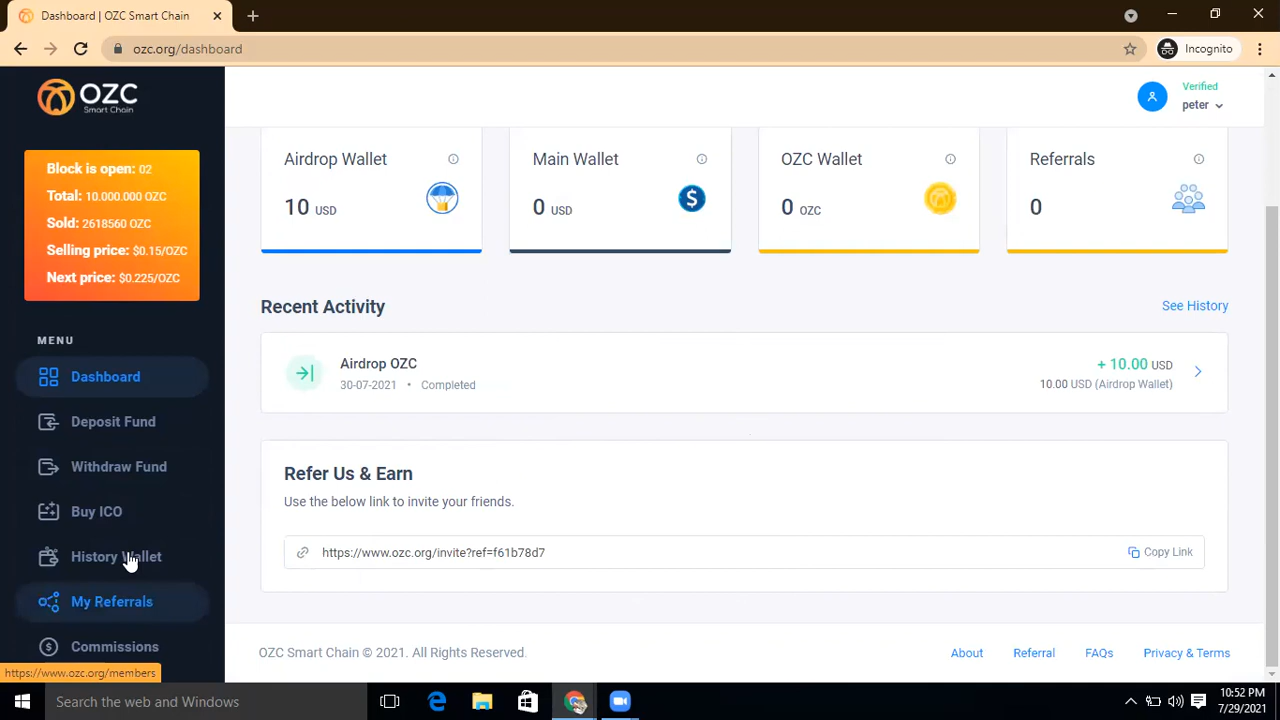 Dashboard | OZC Smart Chain
ozc.org/dashboard
Incognito
OZC
Smart Chain
Verified
peter
Block is open: 02
Total: 10.000.000 OZC
Sold: 2618560 OZC
Selling price: $0.15/OZC
Next price: $0.225/OZC
MENU
Dashboard
Deposit Fund
Withdraw Fund
Buy ICO
History Wallet
My Referrals
Commissions
Airdrop Wallet
10 USD
Main Wallet
0 USD
OZC Wallet
0 OZC
Referrals
0
Recent Activity
See History
Airdrop OZC
30-07-2021 • Completed
+ 10.00 USD
10.00 USD (Airdrop Wallet)
Refer Us & Earn
Use the below link to invite your friends.
https://www.ozc.org/invite?ref=f61b78d7
Copy Link
OZC Smart Chain © 2021. All Rights Reserved.
About
Referral
FAQs
Privacy & Terms
https://www.ozc.org/members
Search the web and Windows
10:52 PM
7/29/2021